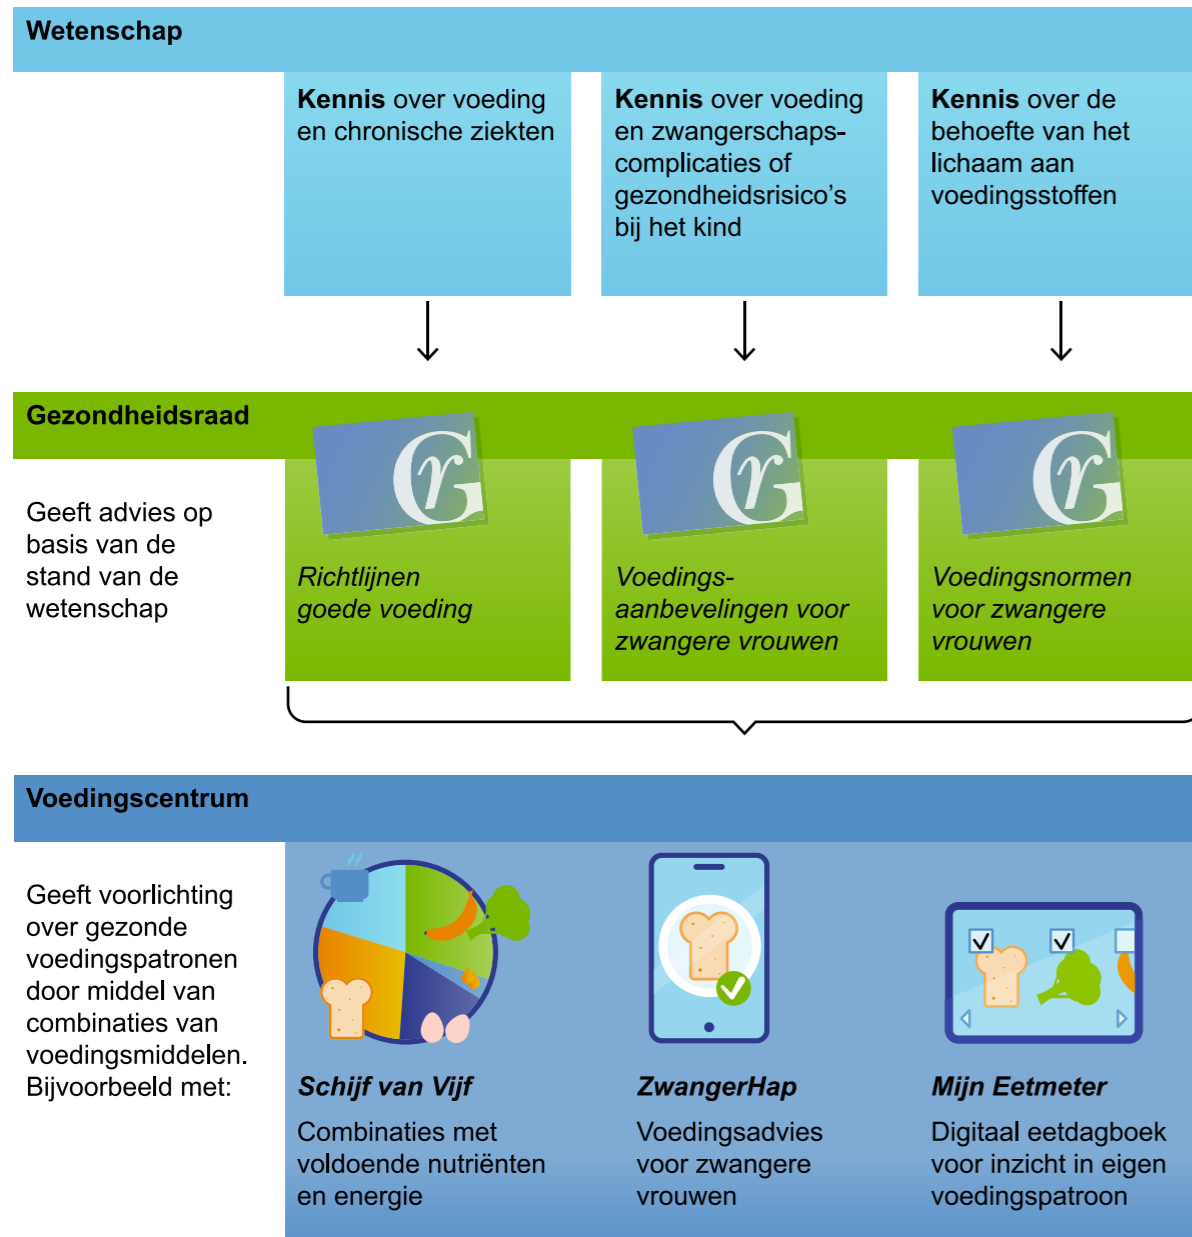 Wetenschap
Kennis over voeding
en chronische ziekten
Kennis over voeding
en zwangerschaps-
complicaties of
gezondheidsrisico's
bij het kind
Kennis over de
behoefte van het
lichaam aan
voedingsstoffen
Gezondheidsraad
Geeft advies op
basis van de
stand van de
wetenschap
Gr
Richtlijnen
goede voeding
Gr
Voedings-
aanbevelingen voor
zwangere vrouwen
Gr
Voedingsnormen
voor zwangere
vrouwen
Voedingscentrum
Geeft voorlichting
over gezonde
voedingspatronen
door middel van
combinaties van
voedingsmiddelen.
Bijvoorbeeld met:
Schijf van Vijf
Combinaties met
voldoende nutriënten
en energie
ZwangerHap
Voedingsadvies
voor zwangere
vrouwen
Mijn Eetmeter
Digitaal eetdagboek
voor inzicht in eigen
voedingspatroon